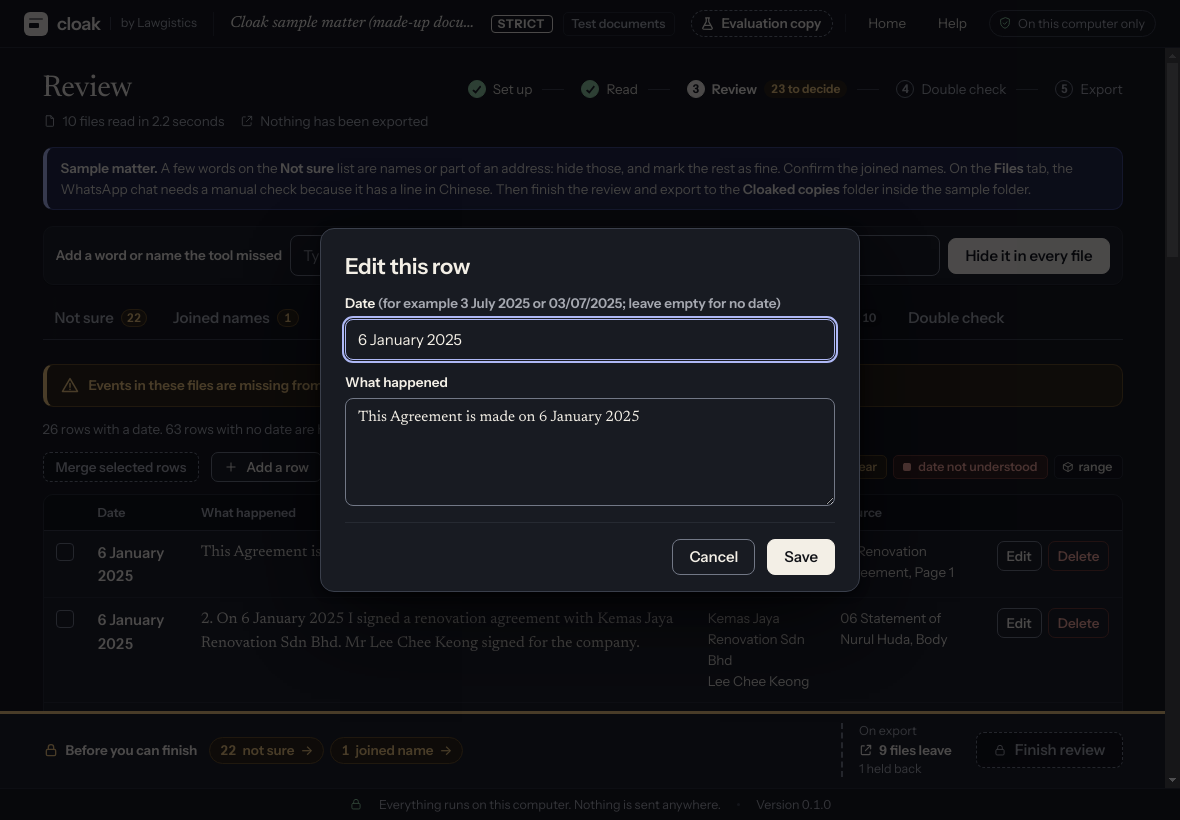 cloak by Lawgistics Cloak sample matter (made-up docu... STRICT Test documents Evaluation copy Home Help On this computer only
Review
Set up Read 3 Review 23 to decide 4 Double check 5 Export
10 files read in 2.2 seconds Nothing has been exported
Sample matter. A few words on the Not sure list are names or part of an address: hide those, and mark the rest as fine. Confirm the joined names. On the Files tab, the
WhatsApp chat needs a manual check because it has a line in Chinese. Then finish the review and export to the Cloaked copies folder inside the sample folder.
Add a word or name the tool missed Ty Hide it in every file
Not sure 22 Joined names 1 10 Double check
Events in these files are missing from
26 rows with a date. 63 rows with no date are
Merge selected rows + Add a row date not understood range
Date What happened
6 January 2025
This Agreement is
Renovation
Page 1
Edit Delete
6 January 2025
2. On 6 January 2025 I signed a renovation agreement with Kemas Jaya
Renovation Sdn Bhd. Mr Lee Chee Keong signed for the company.
Kemas Jaya
Renovation Sdn
Bhd
Lee Chee Keong
06 Statement of
Nurul Huda, Body
Edit Delete
Edit this row
Date (for example 3 July 2025 or 03/07/2025; leave empty for no date)
6 January 2025
What happened
This Agreement is made on 6 January 2025
Cancel Save
Before you can finish 22 not sure → 1 joined name →
On export
9 files leave
1 held back
Finish review
Everything runs on this computer. Nothing is sent anywhere. · Version 0.1.0